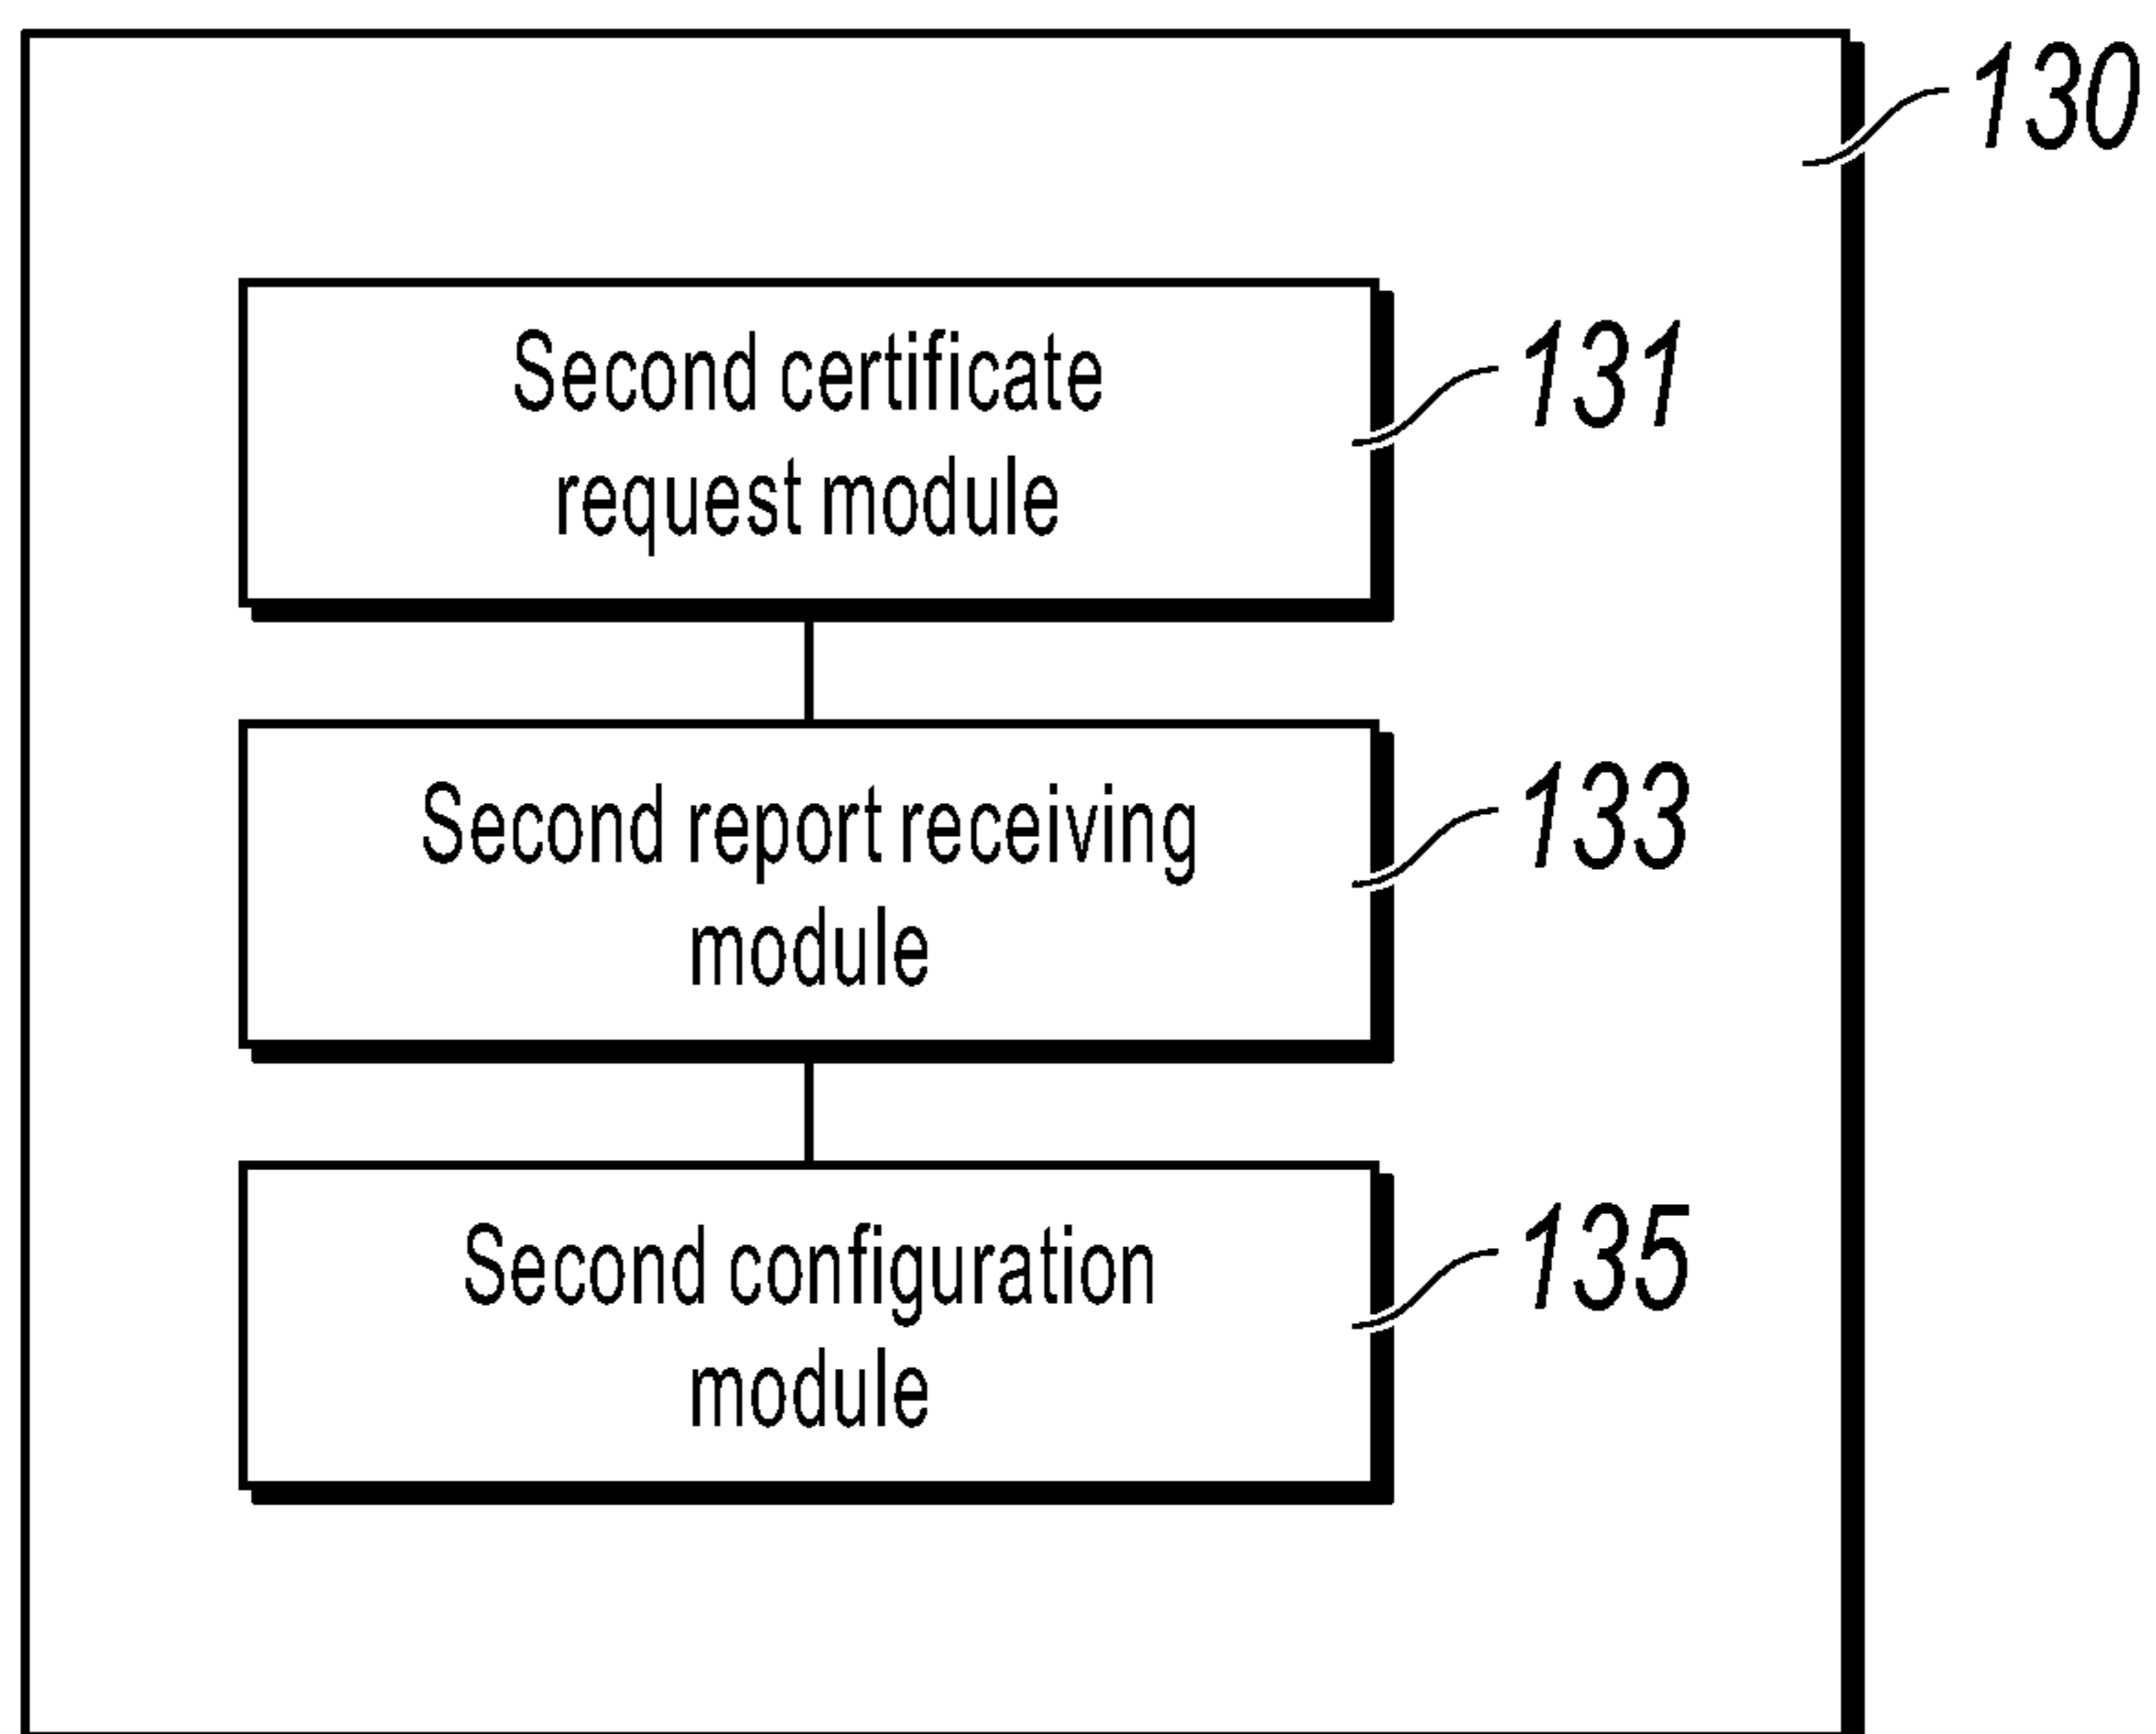 130
Second certificate
request module
131
Second report receiving
module
133
Second configuration
module
135